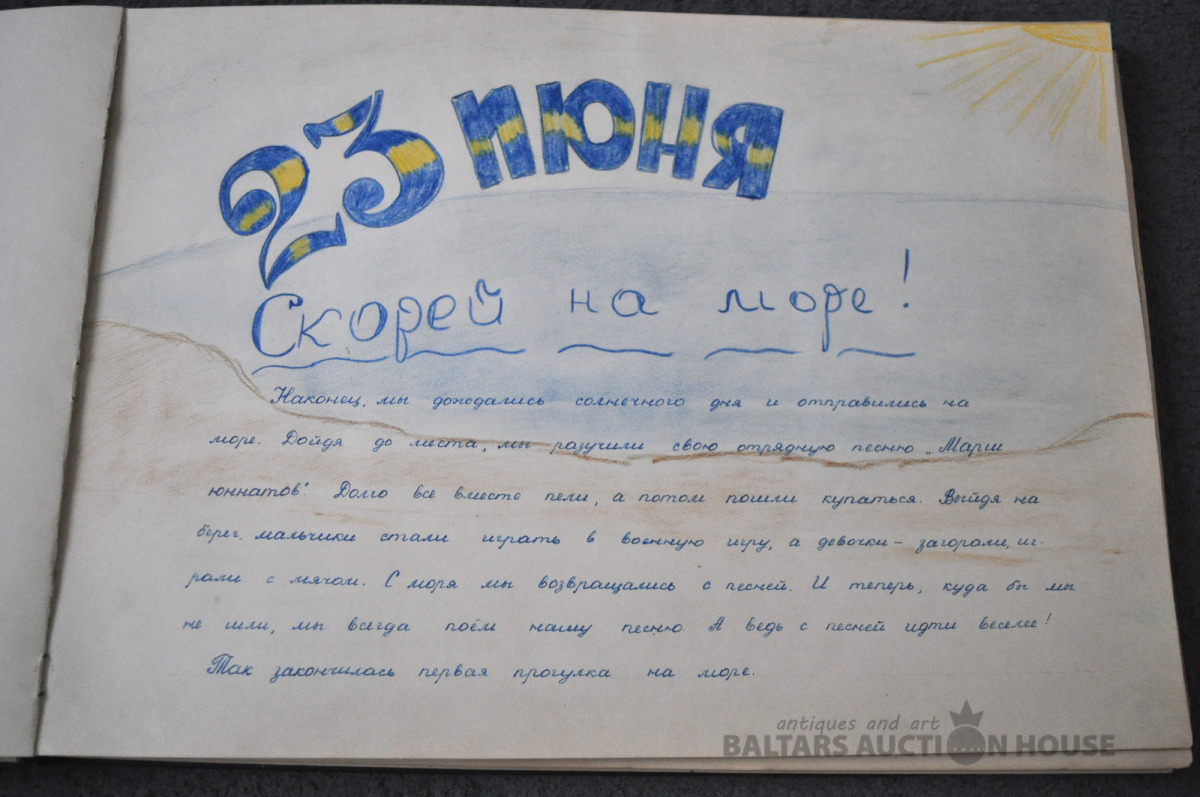 23 июня
Скорей на море!
Наконец, мы дождались солнечного дня и отправились на
море. Дойдя до места, мы разучили свою отрядную песню „Марш
юннатов". Долго все вместе пели, а потом пошли купаться. Выйдя на
берег, мальчики стали играть в военную игру, а девочки – загорали, иг-
рали с мячом. С моря мы возвращались с песней. И теперь, куда бы мы
не шли, мы всегда поём нашу песню. А ведь с песней идти веселее!
Так закончилась первая прогулка на море.
antiques and art
BALTARS AUCTION HOUSE